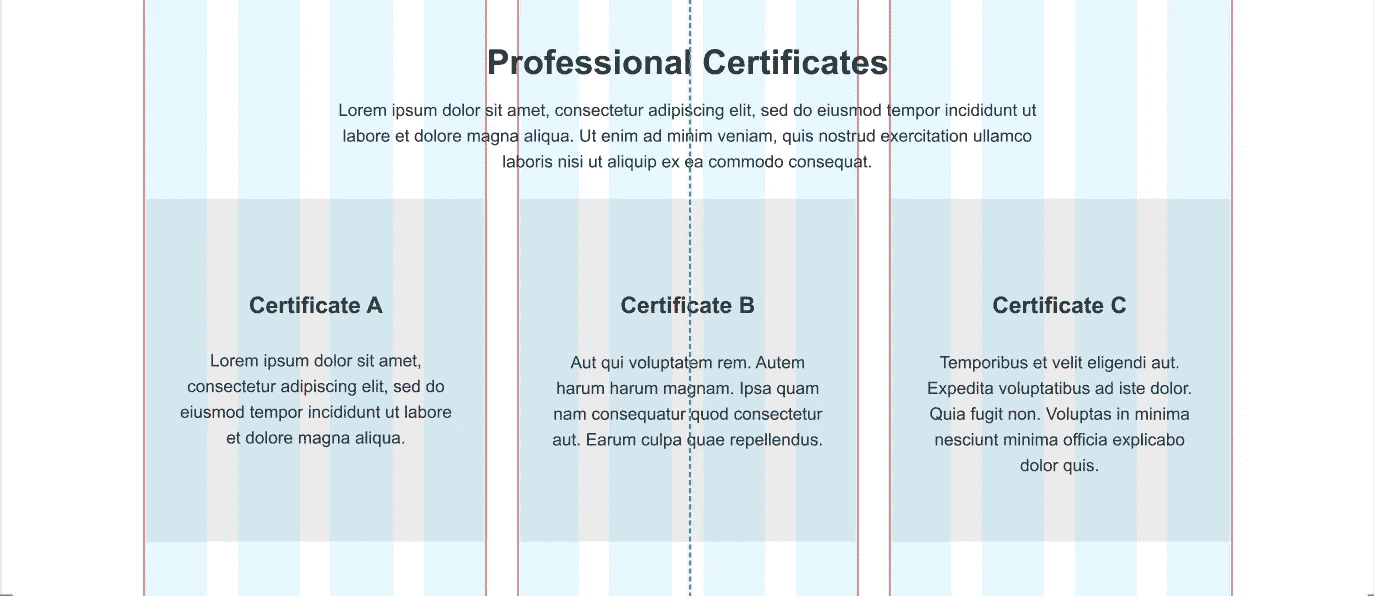 Professional Certificates
Lorem ipsum dolor sit amet, consectetur adipiscing elit, sed do eiusmod tempor incididunt ut
labore et dolore magna aliqua. Ut enim ad minim veniam, quis nostrud exercitation ullamco
laboris nisi ut aliquip ex ea commodo consequat.
Certificate A
Lorem ipsum dolor sit amet,
consectetur adipiscing elit, sed do
eiusmod tempor incididunt ut labore
et dolore magna aliqua.
Certificate B
Aut qui voluptatem rem. Autem
harum harum magnam. Ipsa quam
nam consequatur quod consectetur
aut. Earum culpa quae repellendus.
Certificate C
Temporibus et velit eligendi aut.
Expedita voluptatibus ad iste dolor.
Quia fugit non. Voluptas in minima
nesciunt minima officia explicabo
dolor quis.